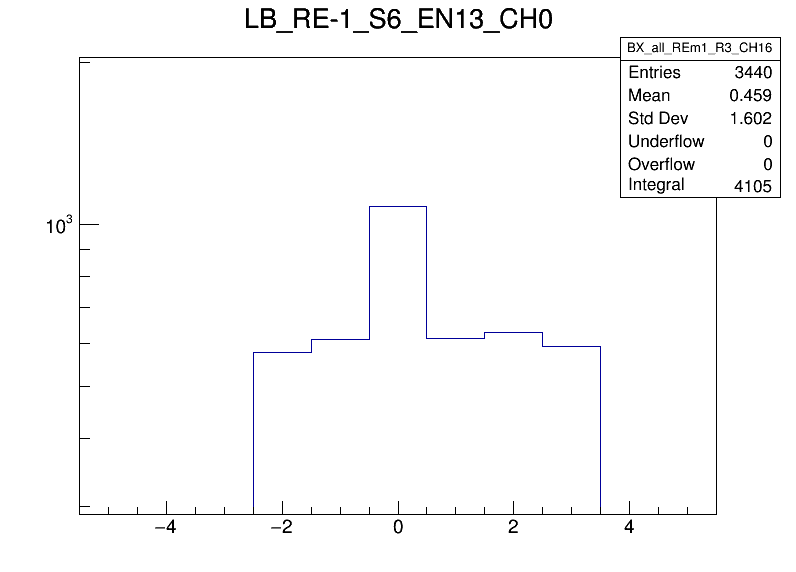 LB_RE-1_S6_EN13_CH0
BX_all_REm1_R3_CH16
Entries 3440
Mean 0.459
Std Dev 1.602
Underflow 0
Overflow 0
Integral 4105
10³
−4 −2 0 2 4